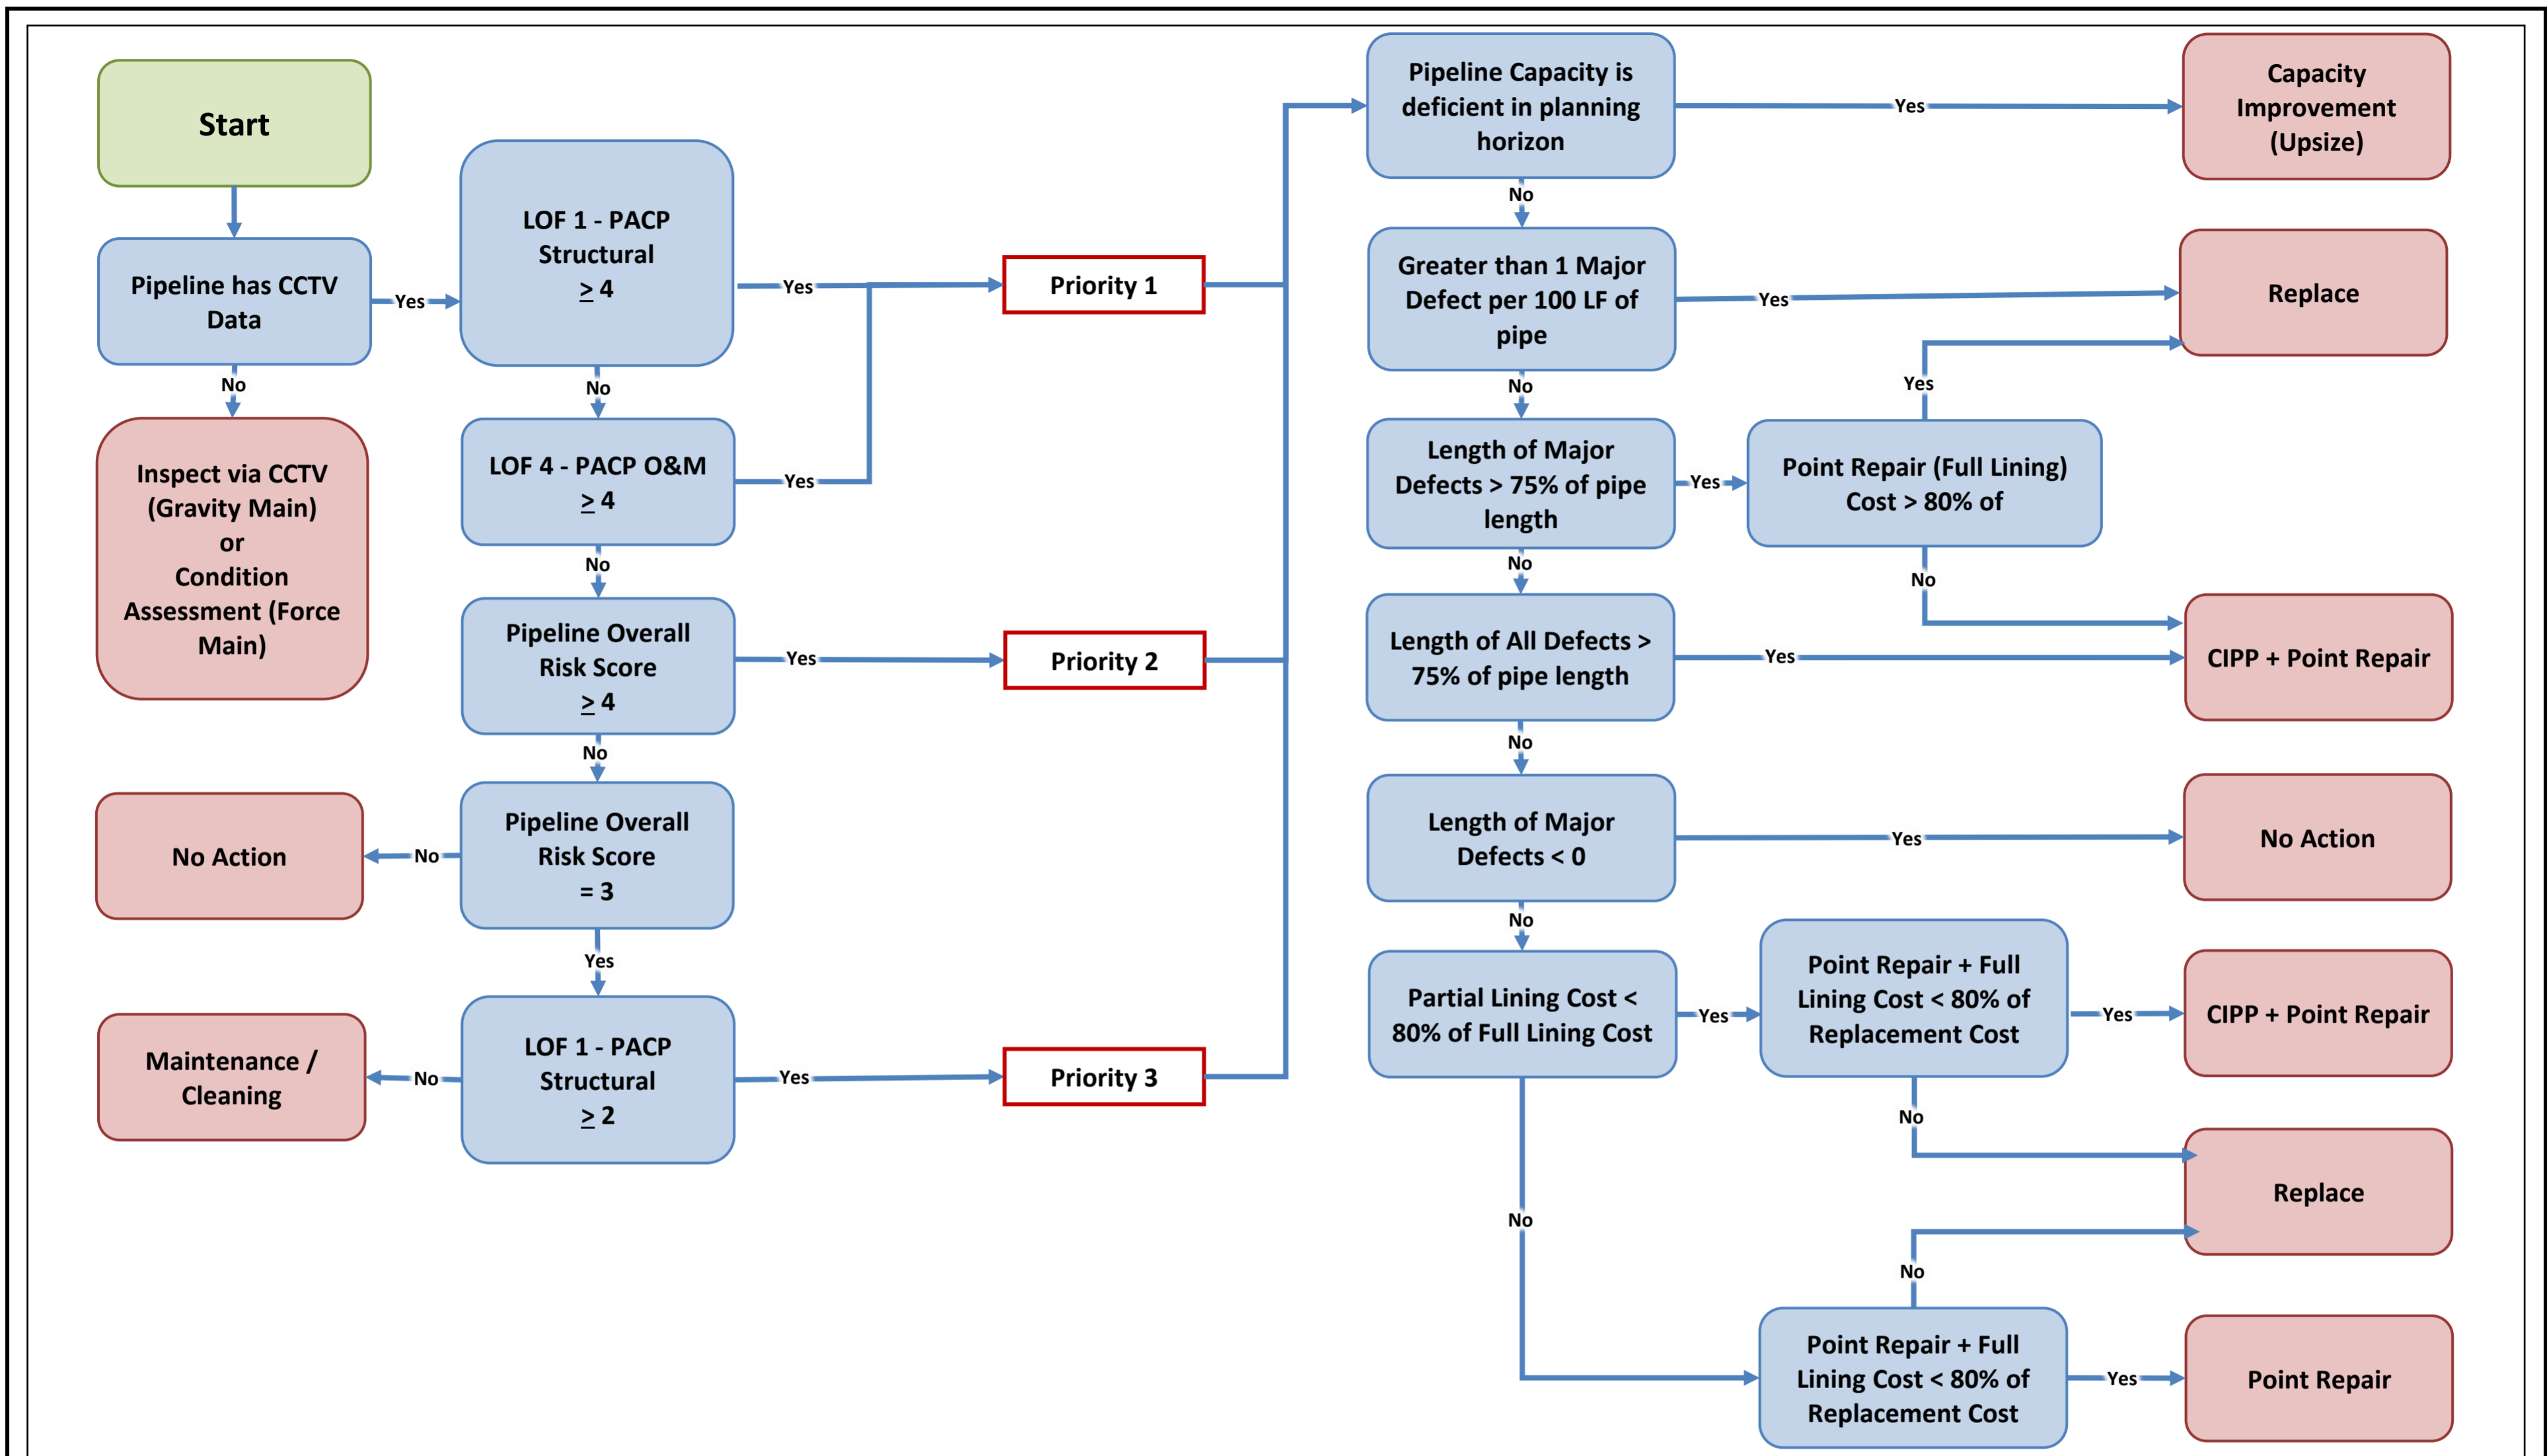 Start
Pipeline has CCTV
Data
Yes
No
Inspect via CCTV
(Gravity Main)
or
Condition
Assessment (Force
Main)
LOF 1 - PACP
Structural
≥ 4
Yes
No
LOF 4 - PACP O&M
≥ 4
Yes
No
Pipeline Overall
Risk Score
≥ 4
Yes
No
Pipeline Overall
Risk Score
= 3
No
No Action
Yes
LOF 1 - PACP
Structural
≥ 2
No
Maintenance /
Cleaning
Yes
Priority 1
Priority 2
Priority 3
Pipeline Capacity is
deficient in planning
horizon
Yes
Capacity
Improvement
(Upsize)
No
Greater than 1 Major
Defect per 100 LF of
pipe
Yes
Replace
No
Length of Major
Defects > 75% of pipe
length
Yes
Point Repair (Full Lining)
Cost > 80% of
Yes
No
No
Length of All Defects >
75% of pipe length
Yes
CIPP + Point Repair
No
Length of Major
Defects < 0
Yes
No Action
No
Partial Lining Cost <
80% of Full Lining Cost
Yes
Point Repair + Full
Lining Cost < 80% of
Replacement Cost
Yes
CIPP + Point Repair
No
Replace
No
No
Point Repair + Full
Lining Cost < 80% of
Replacement Cost
Yes
Point Repair